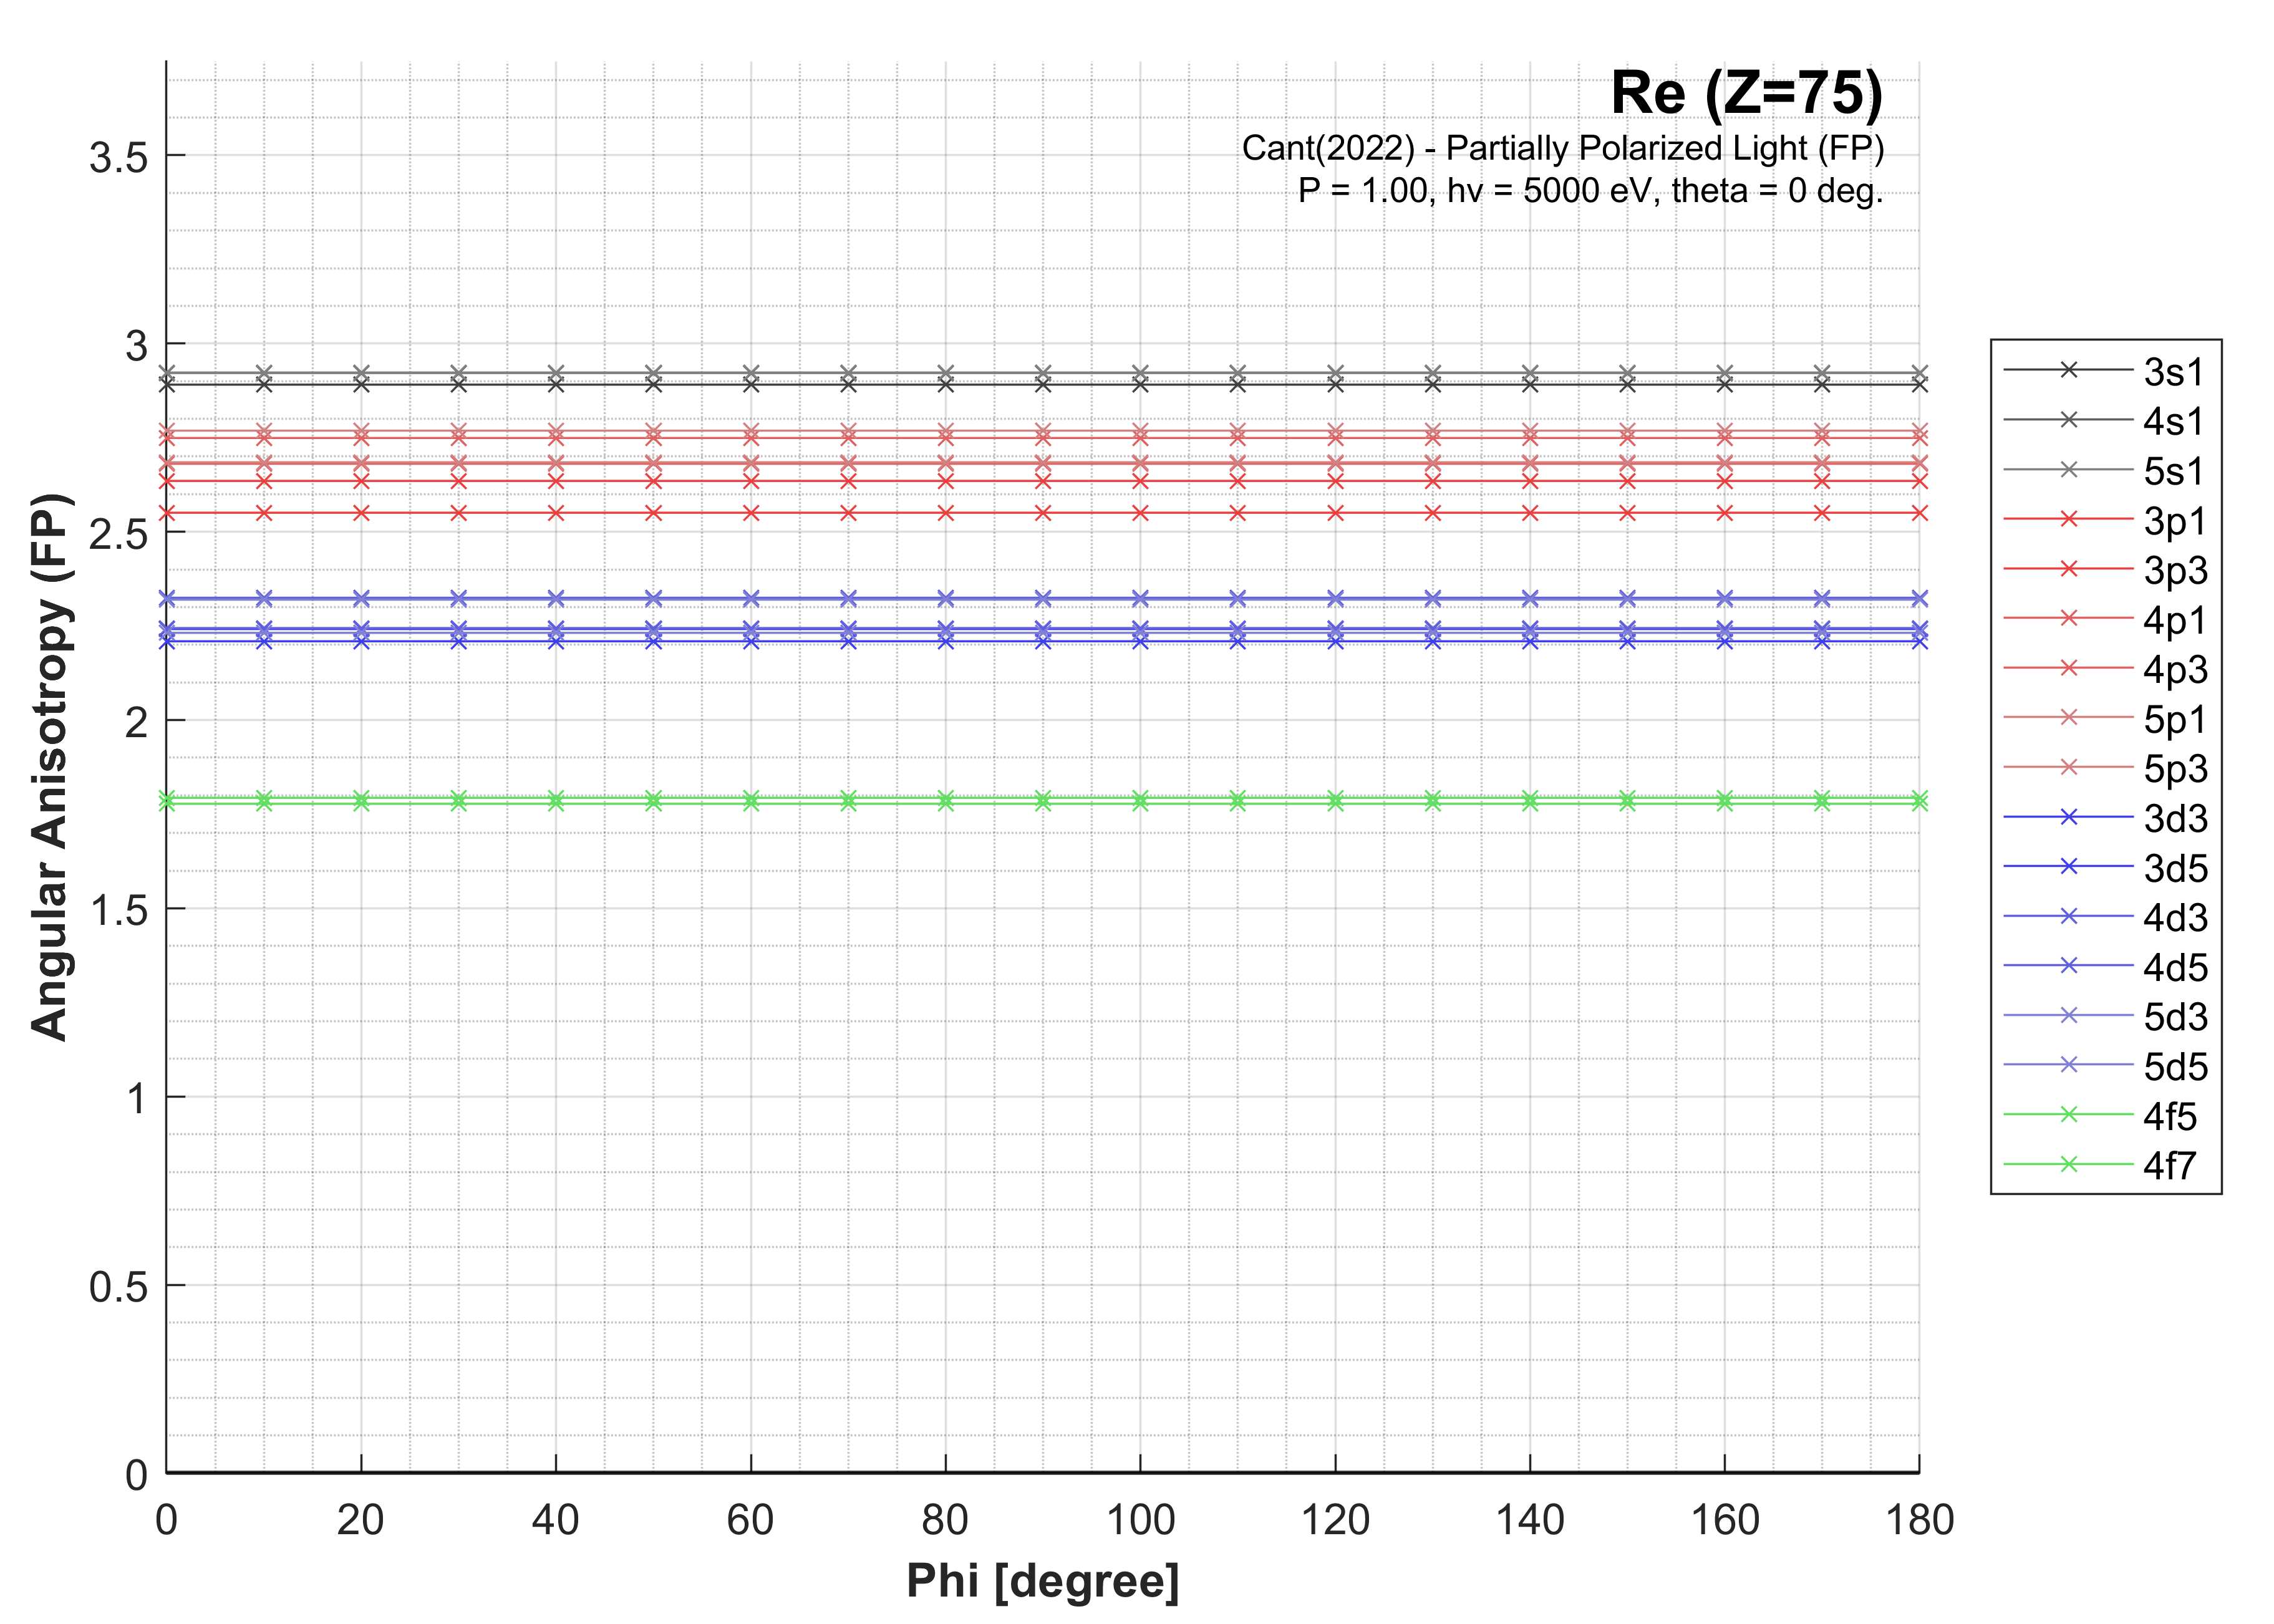 Re (Z=75)
Cant(2022) - Partially Polarized Light (FP)
P = 1.00, hv = 5000 eV, theta = 0 deg.
Angular Anisotropy (FP)
3.5
3
2.5
2
1.5
1
0.5
0
0 20 40 60 80 100 120 140 160 180
Phi [degree]
3s1
4s1
5s1
3p1
3p3
4p1
4p3
5p1
5p3
3d3
3d5
4d3
4d5
5d3
5d5
4f5
4f7